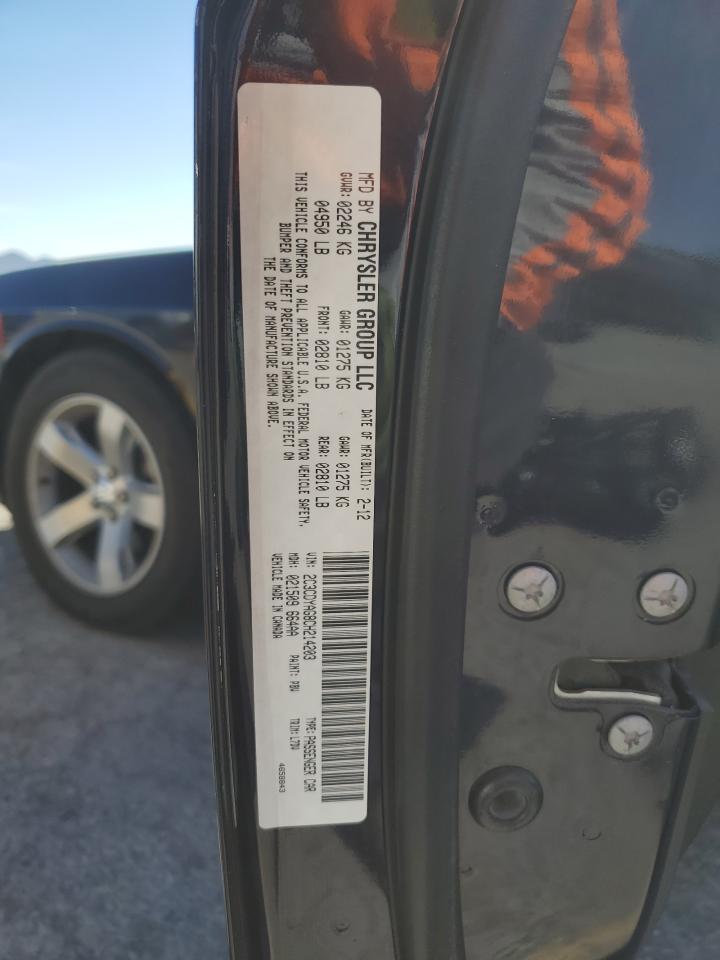 MFD BY CHRYSLER GROUP LLC DATE OF MFR(BUILT): 2-12
GVWR: 02246 KG GAWR: 01275 KG GAWR: 01275 KG
04950 LB FRONT: 02810 LB REAR: 02810 LB
THIS VEHICLE CONFORMS TO ALL APPLICABLE U.S.A. FEDERAL MOTOR VEHICLE SAFETY,
BUMPER AND THEFT PREVENTION STANDARDS IN EFFECT ON
THE DATE OF MANUFACTURE SHOWN ABOVE.
VIN: 2C3CDYAG8CH214203 TYPE: PASSENGER CAR
MDH: 021509 664AA PAINT: PBV TRIM: L7DV
VEHICLE MADE IN CANADA 4658843